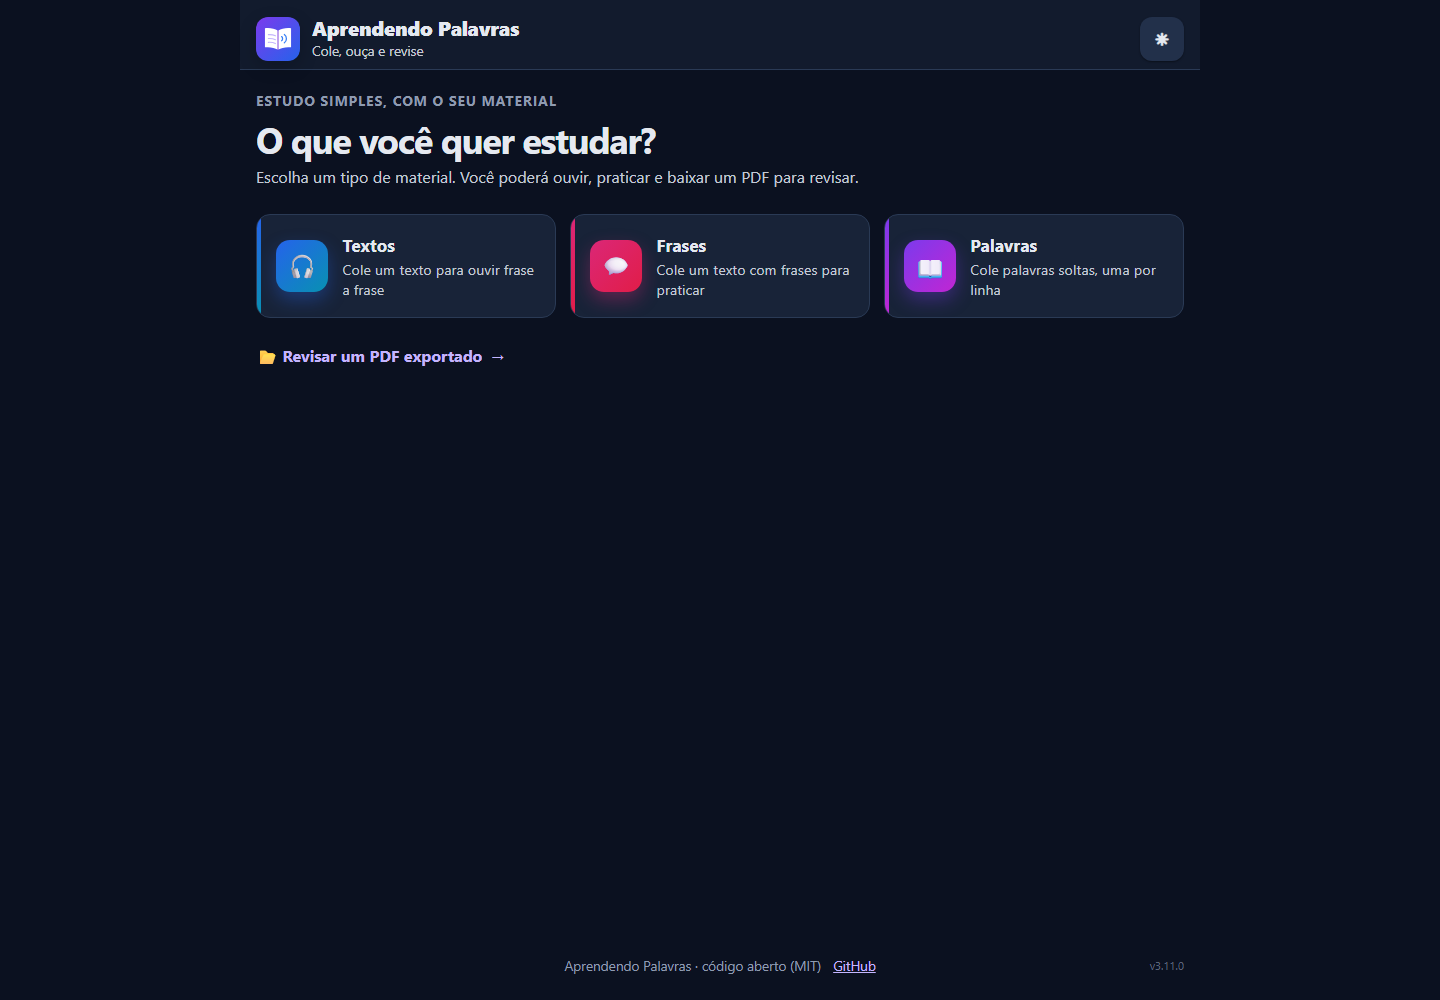 Aprendendo Palavras
Cole, ouça e revise
ESTUDO SIMPLES, COM O SEU MATERIAL
O que você quer estudar?
Escolha um tipo de material. Você poderá ouvir, praticar e baixar um PDF para revisar.
Textos
Cole um texto para ouvir frase
a frase
Frases
Cole um texto com frases para
praticar
Palavras
Cole palavras soltas, uma por
linha
Revisar um PDF exportado →
Aprendendo Palavras · código aberto (MIT) GitHub
v3.11.0